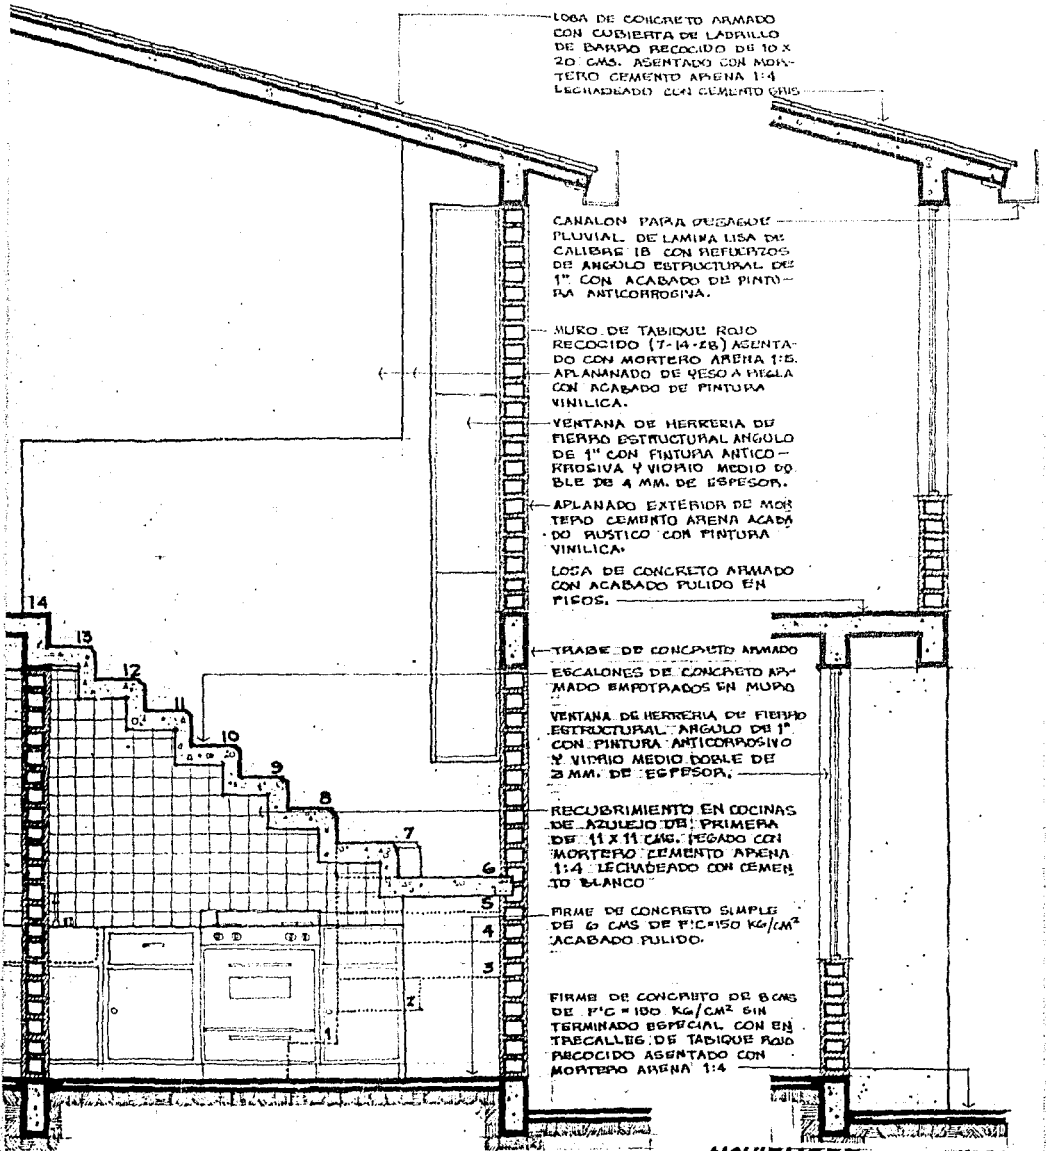 LOSA DE CONCRETO ARMADO
CON CUBIERTA DE LADRILLO
DE BARRO RECOCIDO DE 10 X
20 CMS. ASENTADO CON MOR-
TERO CEMENTO ARENA 1:4
LECHADEADO CON CEMENTO GRIS
CANALON PARA DESAGUE
PLUVIAL DE LAMINA LISA DE
CALIBRE 18 CON REFUERZOS
DE ANGULO ESTRUCTURAL DE
1" CON ACABADO DE PINTU-
RA ANTICORROSIVA.
MURO DE TABIQUE ROJO
RECOCIDO (7-14-28) ASENTA-
DO CON MORTERO ARENA 1:5.
APLANANADO DE YESO A REGLA
CON ACABADO DE PINTURA
VINILICA.
VENTANA DE HERRERIA DE
FIERRO ESTRUCTURAL ANGULO
DE 1" CON PINTURA ANTICO-
RROSIVA Y VIDRIO MEDIO DO
BLE DE 4 MM. DE ESPESOR.
APLANADO EXTERIOR DE MOR
TERO CEMENTO ARENA ACABA
DO RUSTICO CON PINTURA
VINILICA.
LOSA DE CONCRETO ARMADO
CON ACABADO PULIDO EN
PISOS.
TRABE DE CONCRETO ARMADO
ESCALONES DE CONCRETO AR-
MADO EMPOTRADOS EN MURO
VENTANA DE HERRERIA DE FIERRO
ESTRUCTURAL ANGULO DE 1"
CON PINTURA ANTICORROSIVO
Y VIDRIO MEDIO DOBLE DE
3 MM. DE ESPESOR.
RECUBRIMIENTO EN COCINAS
DE AZULEJO DE PRIMERA
DE 11 X 11 CMS. PEGADO CON
MORTERO CEMENTO ARENA
1:4 LECHADEADO CON CEMEN
TO BLANCO
FIRME DE CONCRETO SIMPLE
DE 6 CMS DE F'C=150 KG/CM²
ACABADO PULIDO.
FIRME DE CONCRETO DE 8 CMS
DE F'C = 100 KG/CM² SIN
TERMINADO ESPECIAL CON EN
TRECALLES DE TABIQUE ROJO
RECOCIDO ASENTADO CON
MORTERO ARENA 1:4
14
13
12
11
10
9
8
7
6
5
4
3
2
1